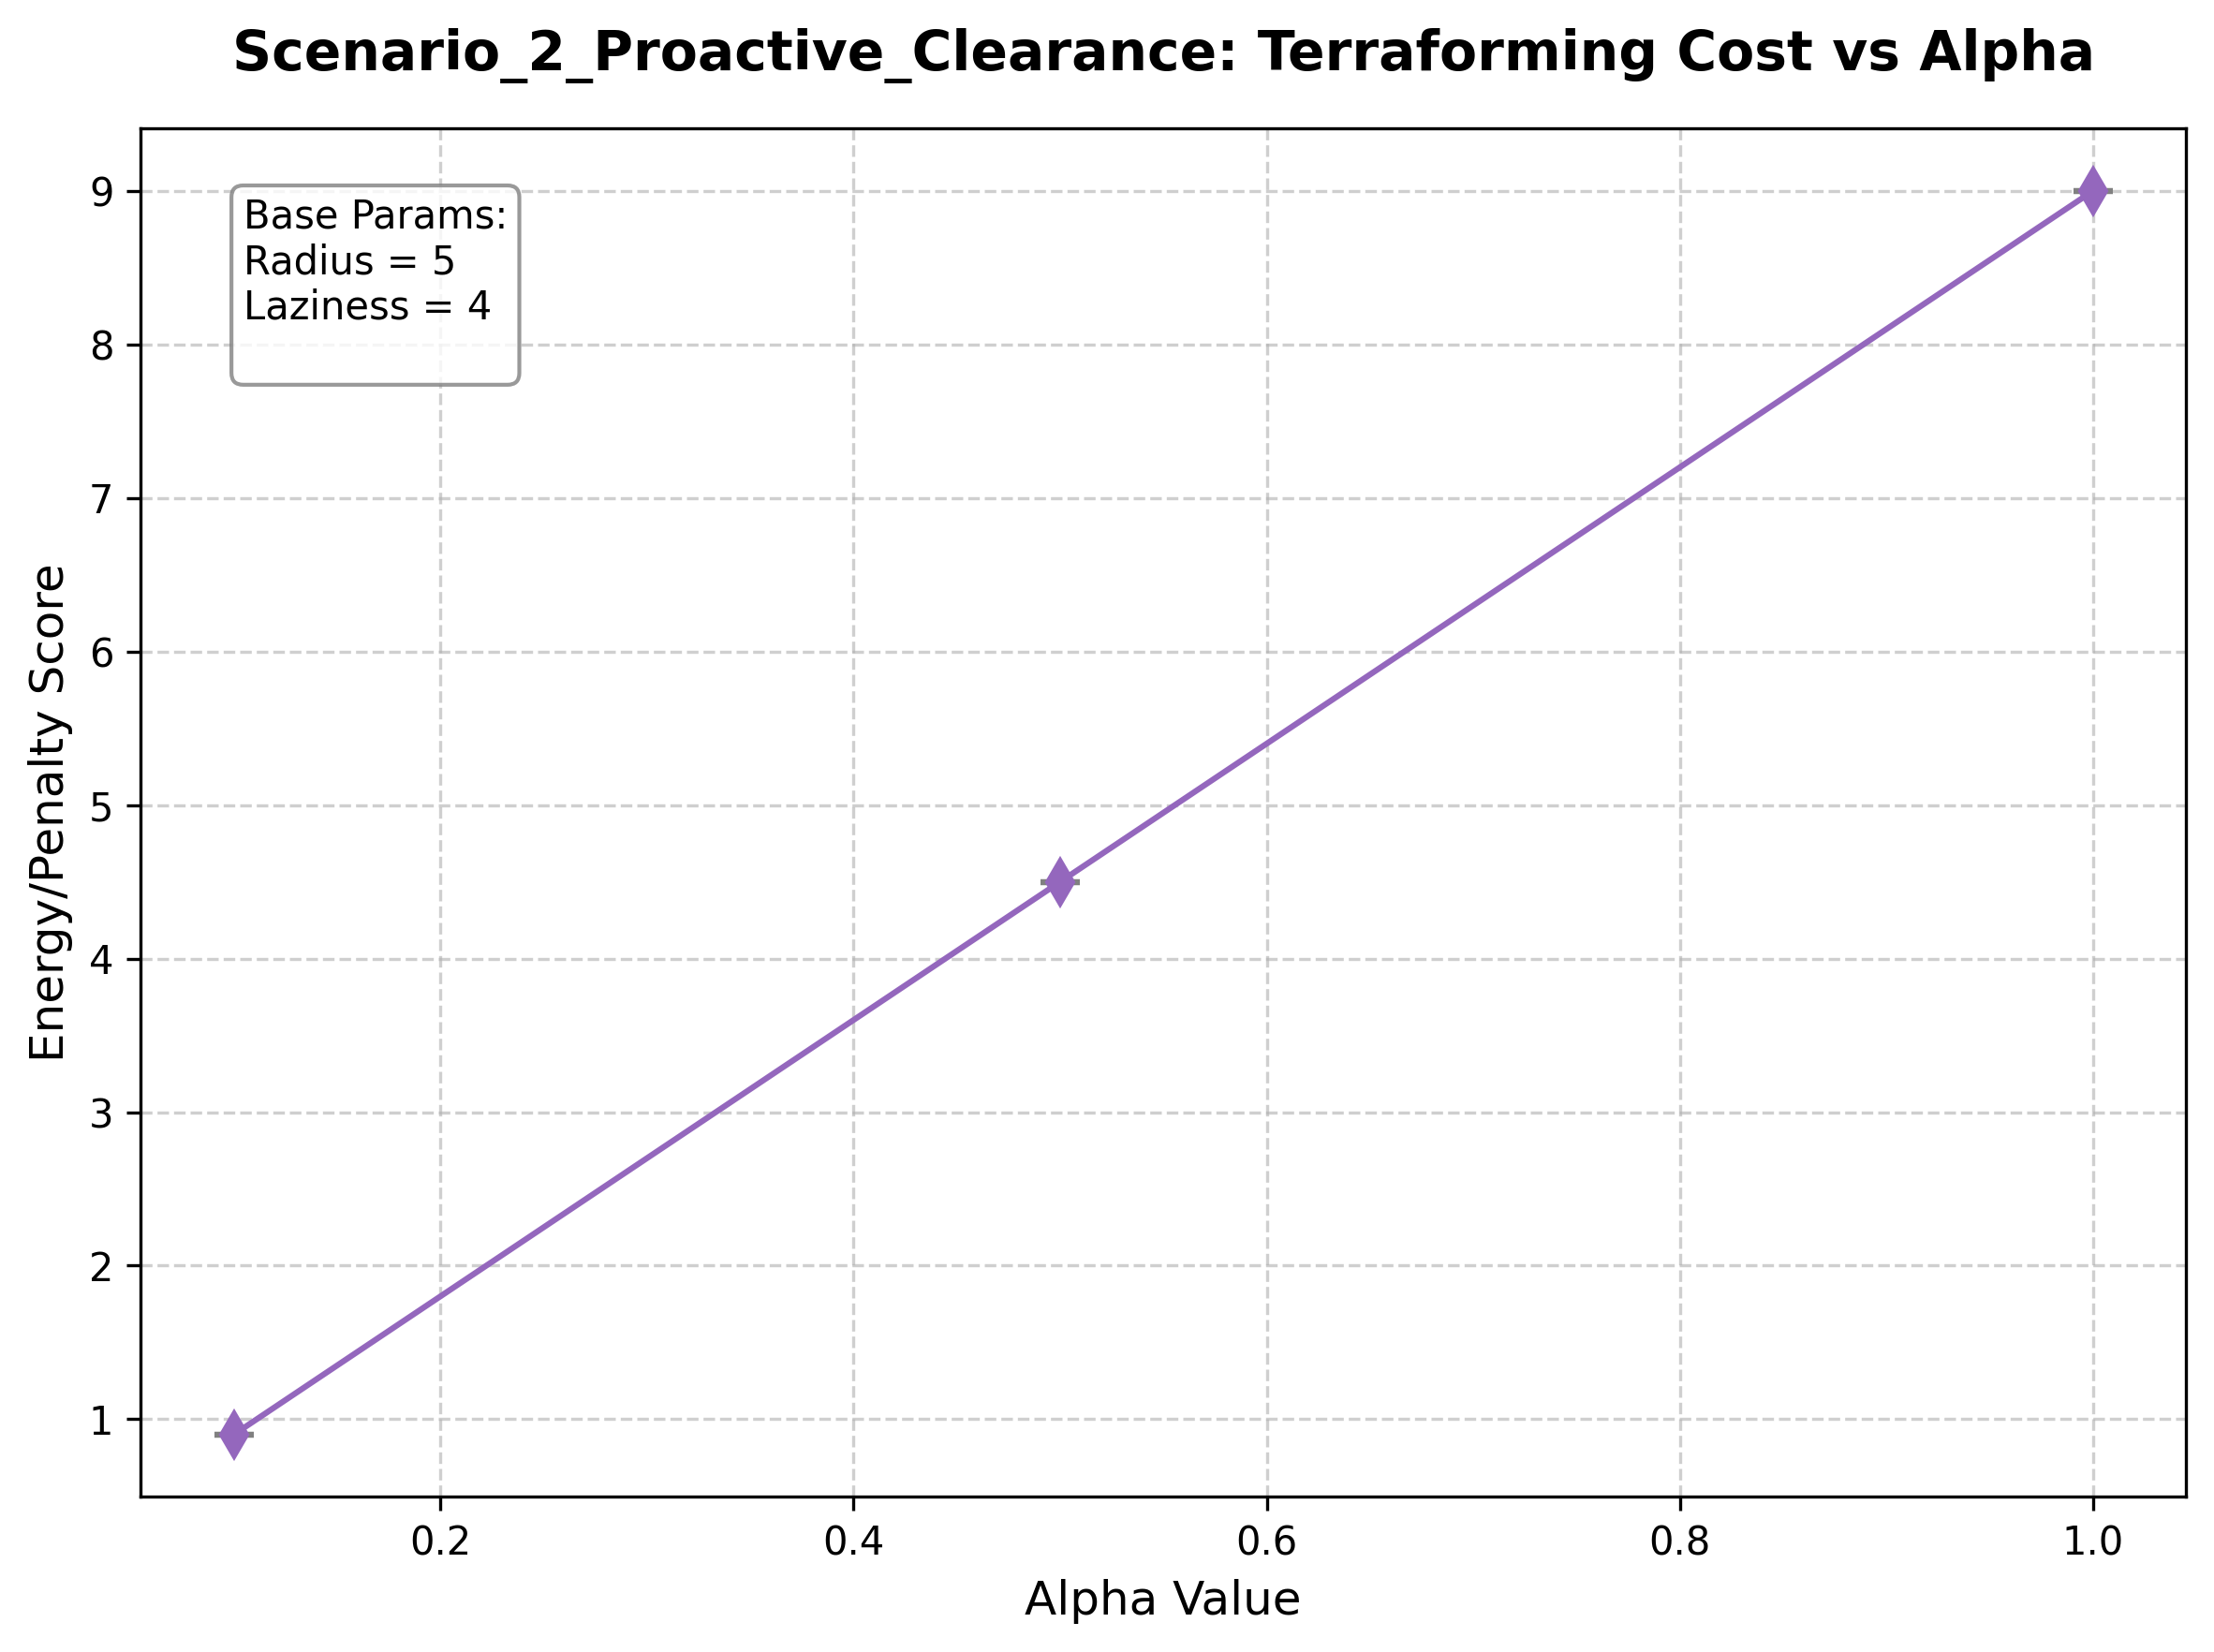 Scenario_2_Proactive_Clearance: Terraforming Cost vs Alpha
Base Params:
Radius = 5
Laziness = 4
Energy/Penalty Score
9
8
7
6
5
4
3
2
1
0.2 0.4 0.6 0.8 1.0
Alpha Value